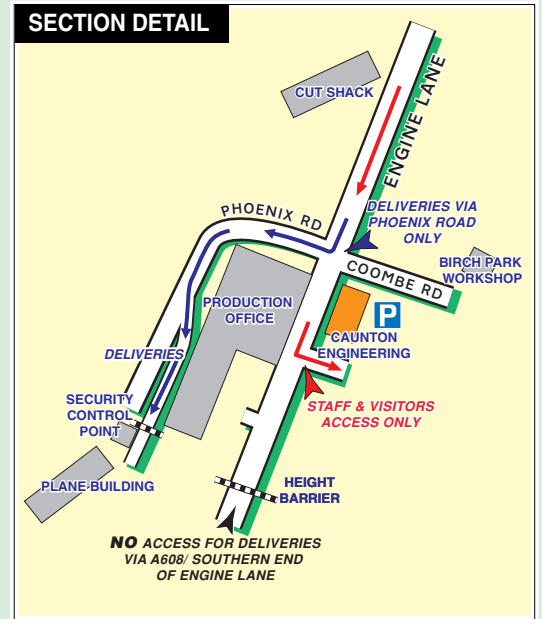 SECTION DETAIL
CUT SHACK
ENGINE LANE
PHOENIX RD
DELIVERIES VIA
PHOENIX ROAD
ONLY
COOMBE RD
BIRCH PARK
WORKSHOP
PRODUCTION
OFFICE
P
CAUNTON
ENGINEERING
DELIVERIES
SECURITY
CONTROL
POINT
STAFF & VISITORS
ACCESS ONLY
PLANE BUILDING
HEIGHT
BARRIER
NO ACCESS FOR DELIVERIES
VIA A608/ SOUTHERN END
OF ENGINE LANE